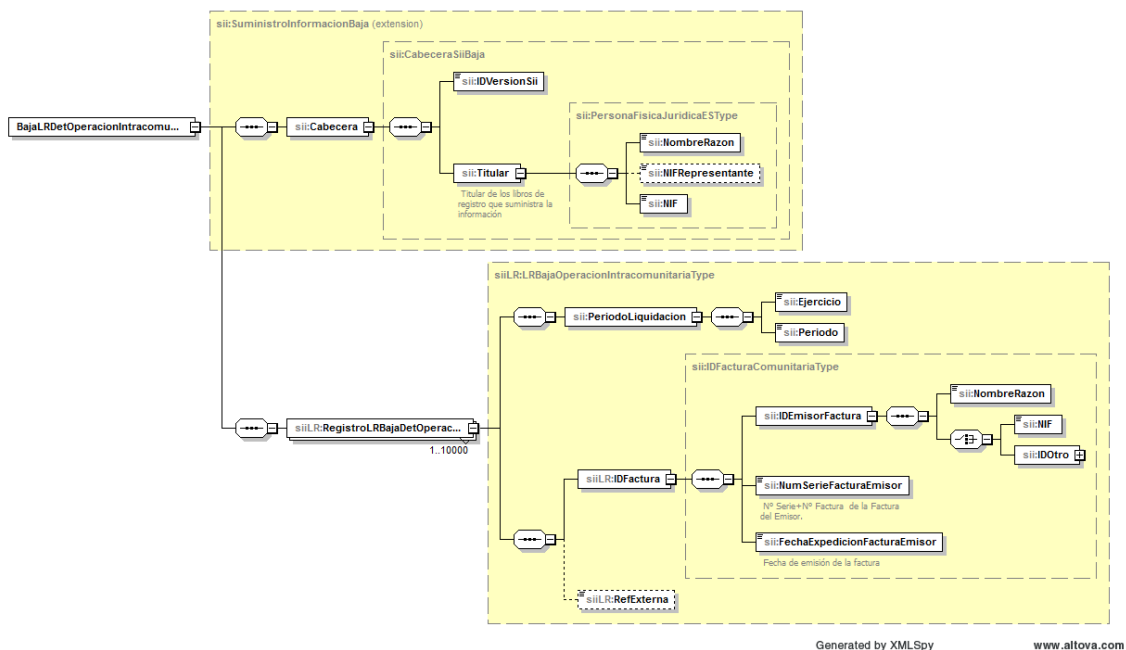 sii:SuministroInformacionBaja (extension)
sii:CabeceraSiiBaja
sii:IDVersionSii
sii:PersonaFisicaJuridicaESType
BajaLRDetOperacionIntracomu...
sii:Cabecera
sii:NombreRazon
sii:Titular
sii:NIFRepresentante
Titular de los libros de
registro que suministra la
información
sii:NIF
siiLR:LRBajaOperacionIntracomunitariaType
sii:PeriodoLiquidacion
sii:Ejercicio
sii:Periodo
sii:IDFacturaComunitariaType
sii:NombreRazon
sii:IDEmisorFactura
sii:NIF
siiLR:RegistroLRBajaDetOperac...
1..10000
sii:IDOtro
siiLR:IDFactura
sii:NumSerieFacturaEmisor
Nº Serie+Nº Factura de la Factura
del Emisor.
sii:FechaExpedicionFacturaEmisor
Fecha de emisión de la factura
siiLR:RefExterna
Generated by XMLSpy
www.altova.com